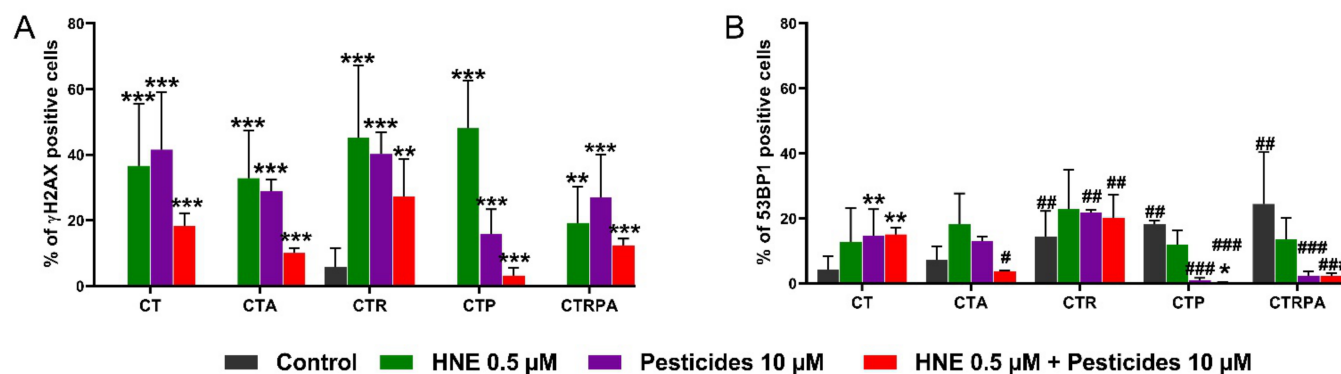 A
% of γH2AX positive cells
80
60
40
20
0
*** *** ***
*** *** ***
*** *** **
*** *** ***
** *** ***
CT CTA CTR CTP CTRPA
B
% of 53BP1 positive cells
80
60
40
20
0
** **
#
## ## ##
## ### ### *
## ### ###
CT CTA CTR CTP CTRPA
Control HNE 0.5 µM Pesticides 10 µM HNE 0.5 µM + Pesticides 10 µM